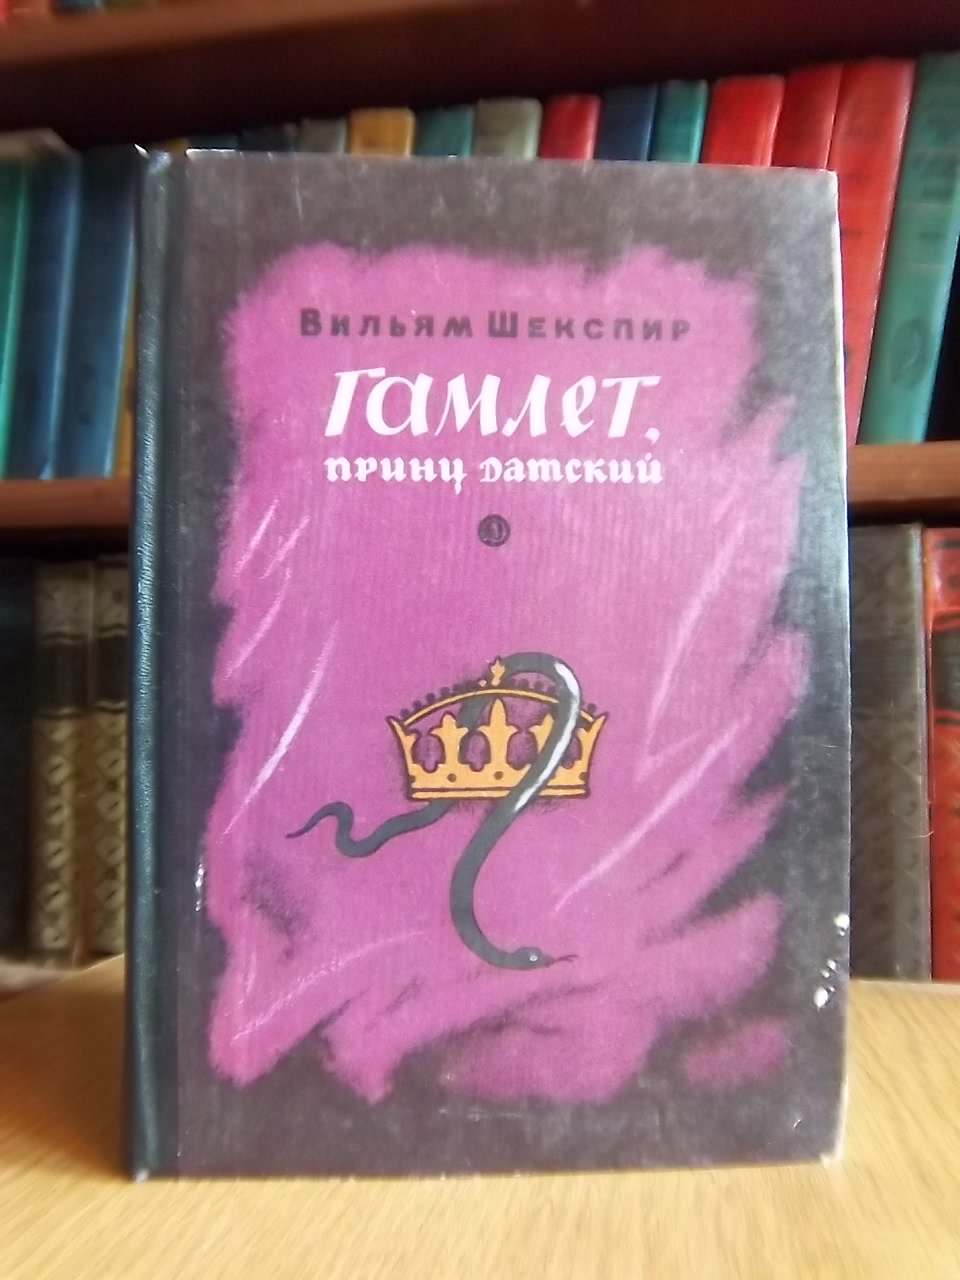 Вильям Шекспир
Гамлет,
принц датский